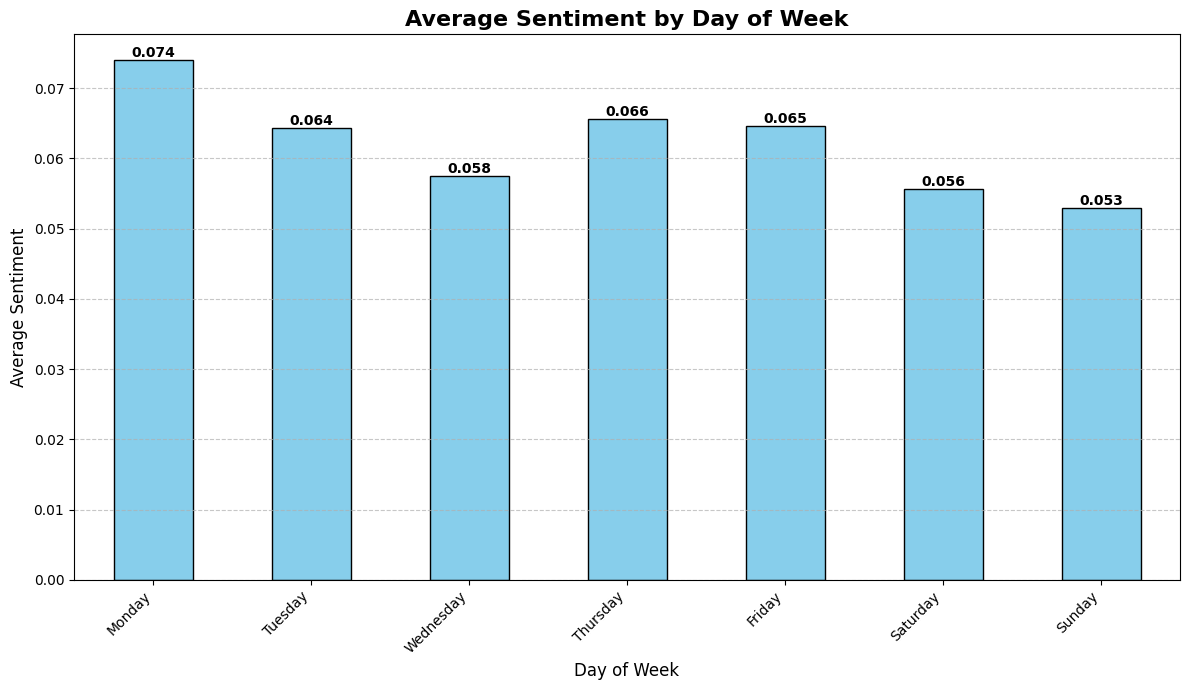 Average Sentiment by Day of Week
Average Sentiment
0.07
0.06
0.05
0.04
0.03
0.02
0.01
0.00
0.074
0.064
0.058
0.066
0.065
0.056
0.053
Monday
Tuesday
Wednesday
Thursday
Friday
Saturday
Sunday
Day of Week